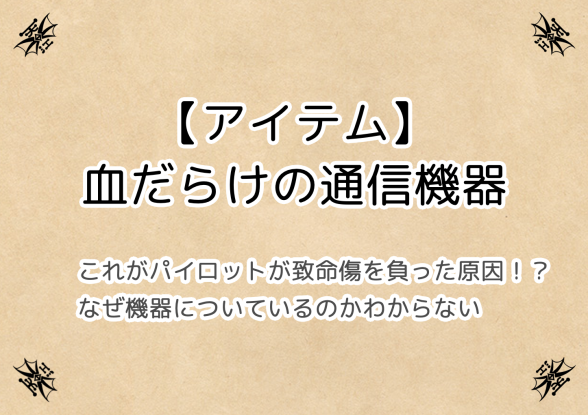 【アイテム】
血だらけの通信機器
これがパイロットが致命傷を負った原因！？
なぜ機器についているのかわからない